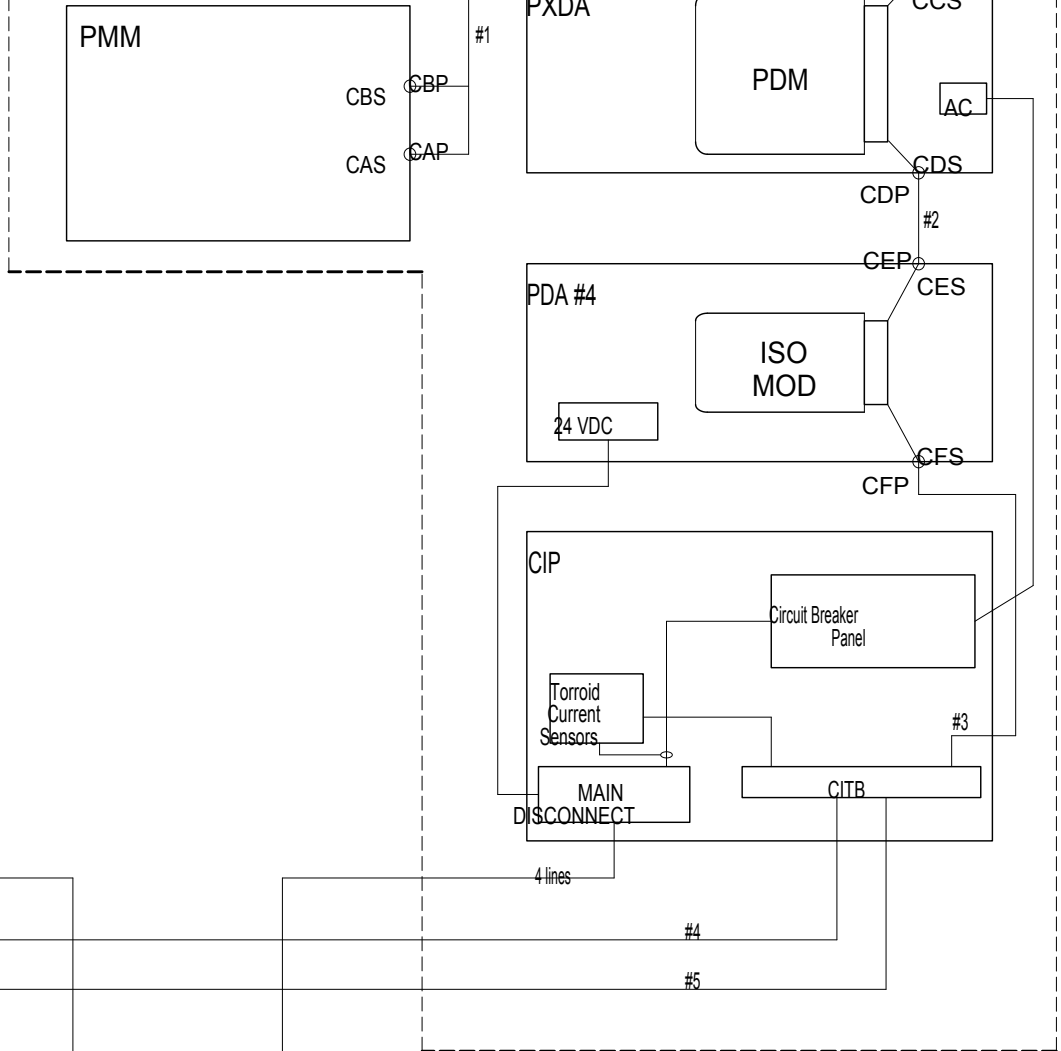 PXDA
CCS
PMM
#1
PDM
CBS
CBP
AC
CAS
CAP
CDS
CDP
#2
CEP
CES
PDA #4
ISO
MOD
24 VDC
CFS
CFP
CIP
Circuit Breaker
Panel
Torroid
Current
Sensors
#3
MAIN
DISCONNECT
CITB
4 lines
#4
#5